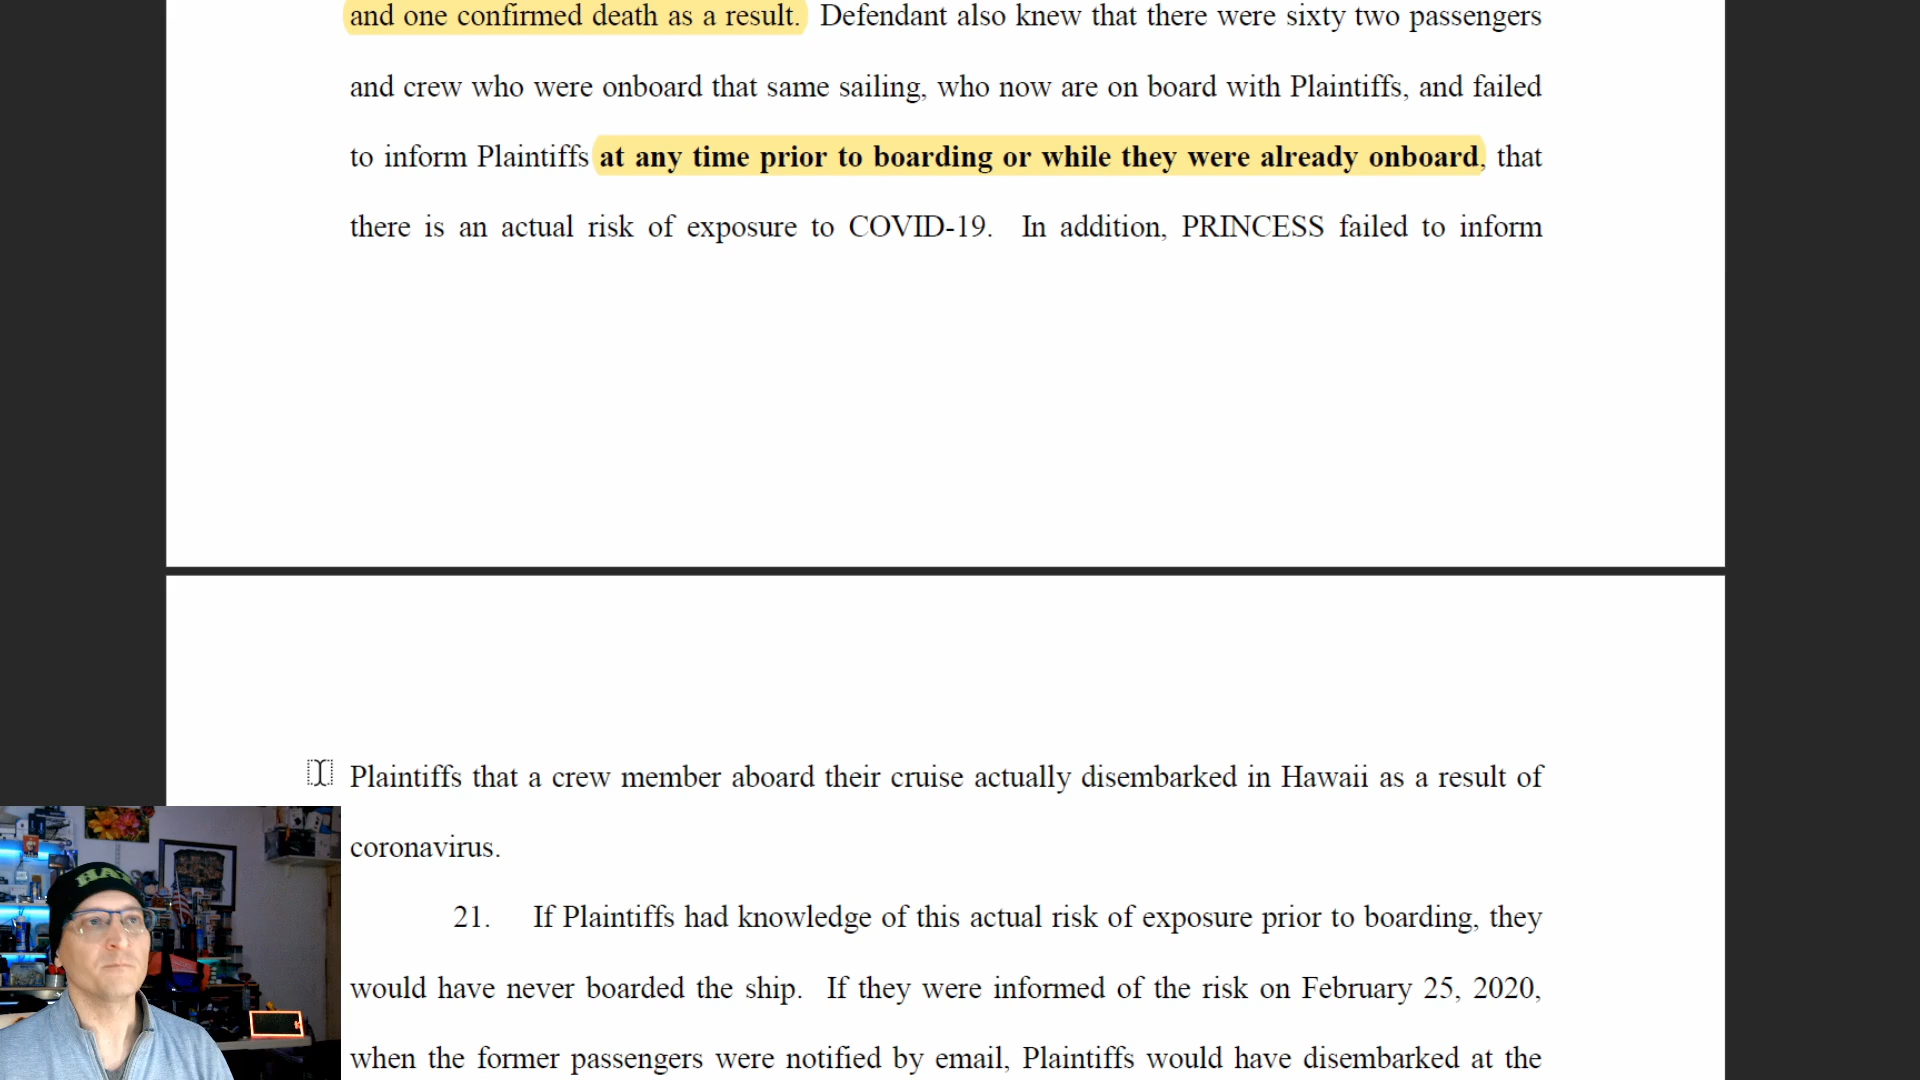 and one confirmed death as a result. Defendant also knew that there were sixty two passengers
and crew who were onboard that same sailing, who now are on board with Plaintiffs, and failed
to inform Plaintiffs at any time prior to boarding or while they were already onboard, that
there is an actual risk of exposure to COVID-19. In addition, PRINCESS failed to inform
Plaintiffs that a crew member aboard their cruise actually disembarked in Hawaii as a result of
coronavirus.
21. If Plaintiffs had knowledge of this actual risk of exposure prior to boarding, they
would have never boarded the ship. If they were informed of the risk on February 25, 2020,
when the former passengers were notified by email, Plaintiffs would have disembarked at the